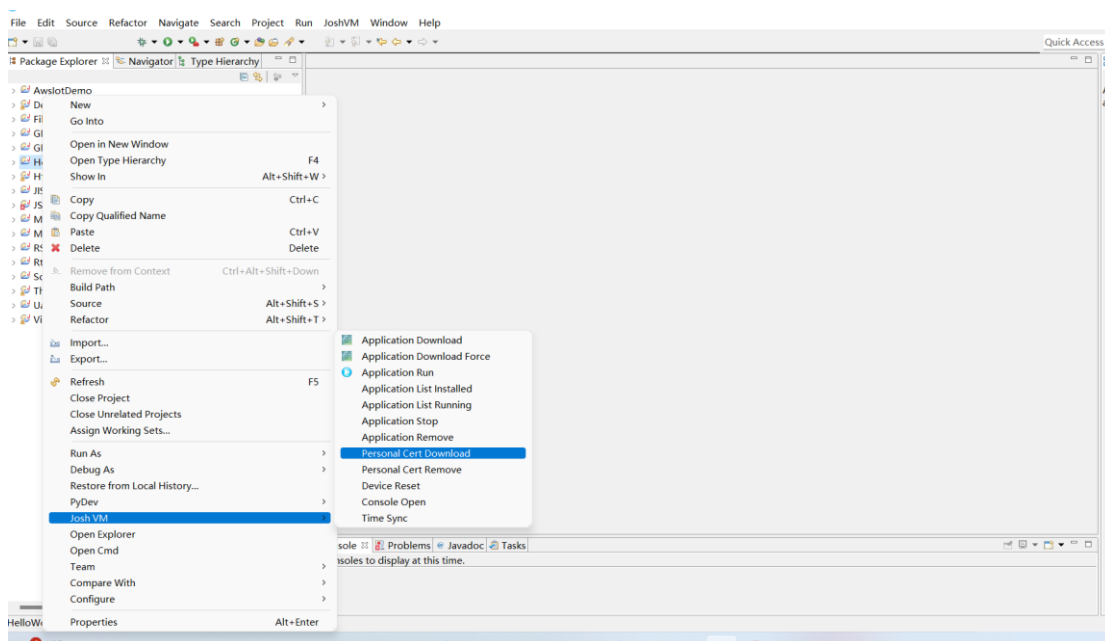 File Edit Source Refactor Navigate Search Project Run JoshVM Window Help
Quick Access
Package Explorer Navigator Type Hierarchy
AwsIotDemo
New
Go Into
Open in New Window
Open Type Hierarchy F4
Show In Alt+Shift+W >
Copy Ctrl+C
Copy Qualified Name
Paste Ctrl+V
Delete Delete
Remove from Context Ctrl+Alt+Shift+Down
Build Path >
Source Alt+Shift+S >
Refactor Alt+Shift+T >
Import...
Export...
Refresh F5
Close Project
Close Unrelated Projects
Assign Working Sets...
Run As >
Debug As >
Restore from Local History...
PyDev >
Josh VM >
Open Explorer
Open Cmd
Team >
Compare With >
Configure >
Properties Alt+Enter
Application Download
Application Download Force
Application Run
Application List Installed
Application List Running
Application Stop
Application Remove
Personal Cert Download
Personal Cert Remove
Device Reset
Console Open
Time Sync
sole Problems Javadoc Tasks
nsoles to display at this time.
HelloW